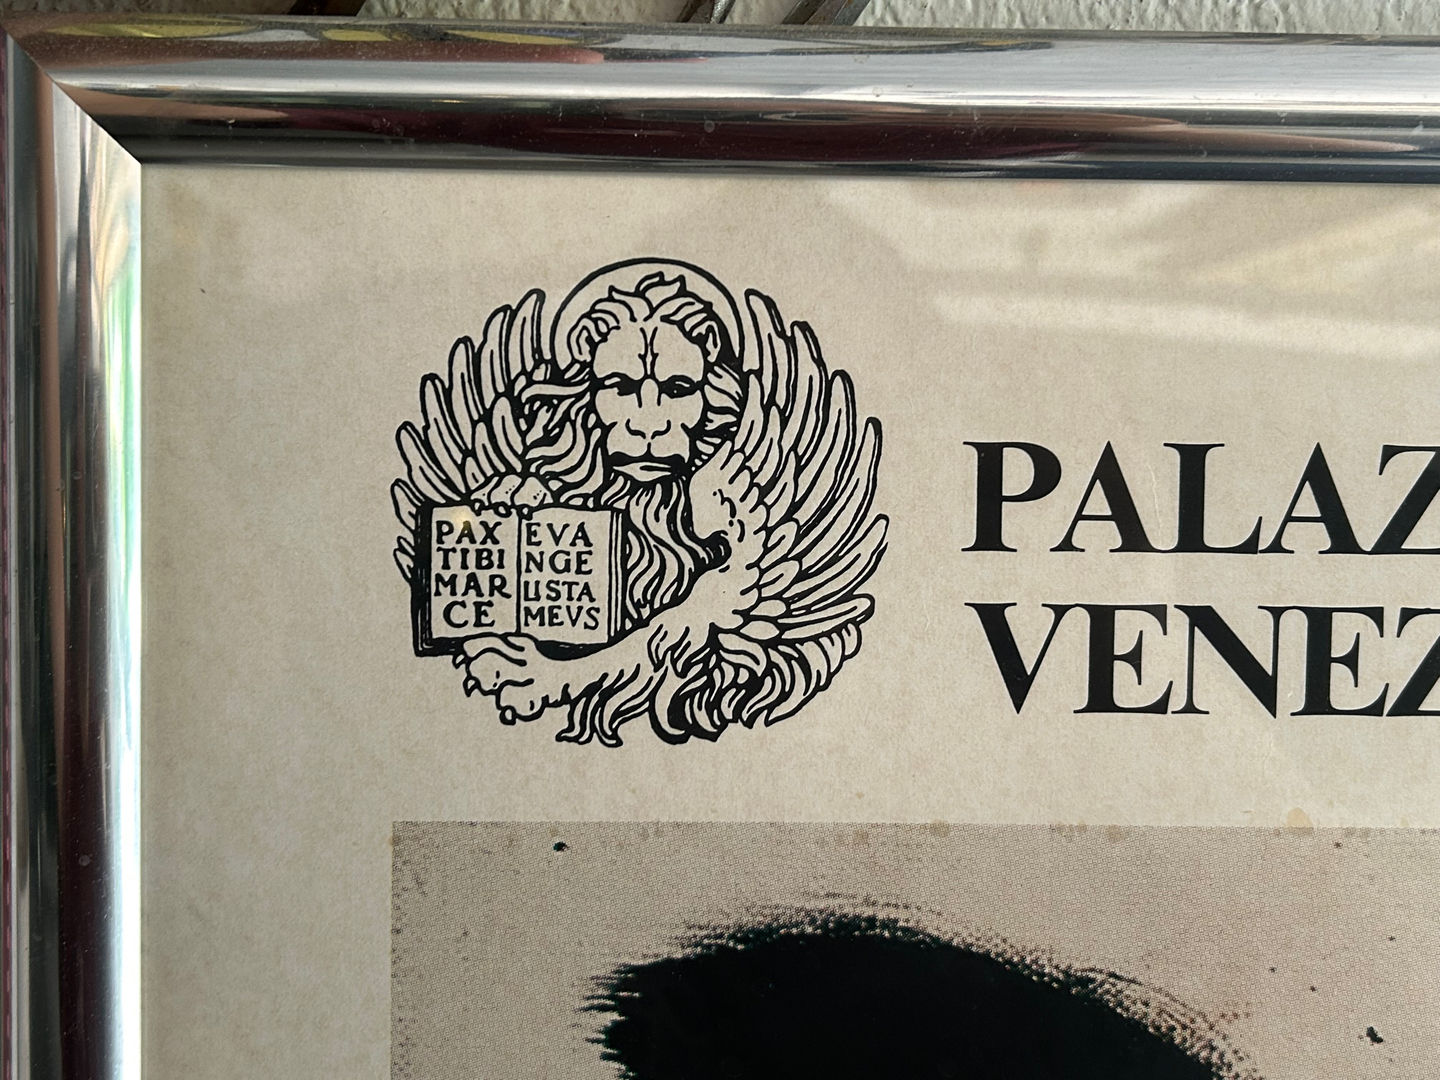 PAX
TIBI
MAR
CE
EVA
NGE
LISTA
MEVS
PALAZ
VENEZ